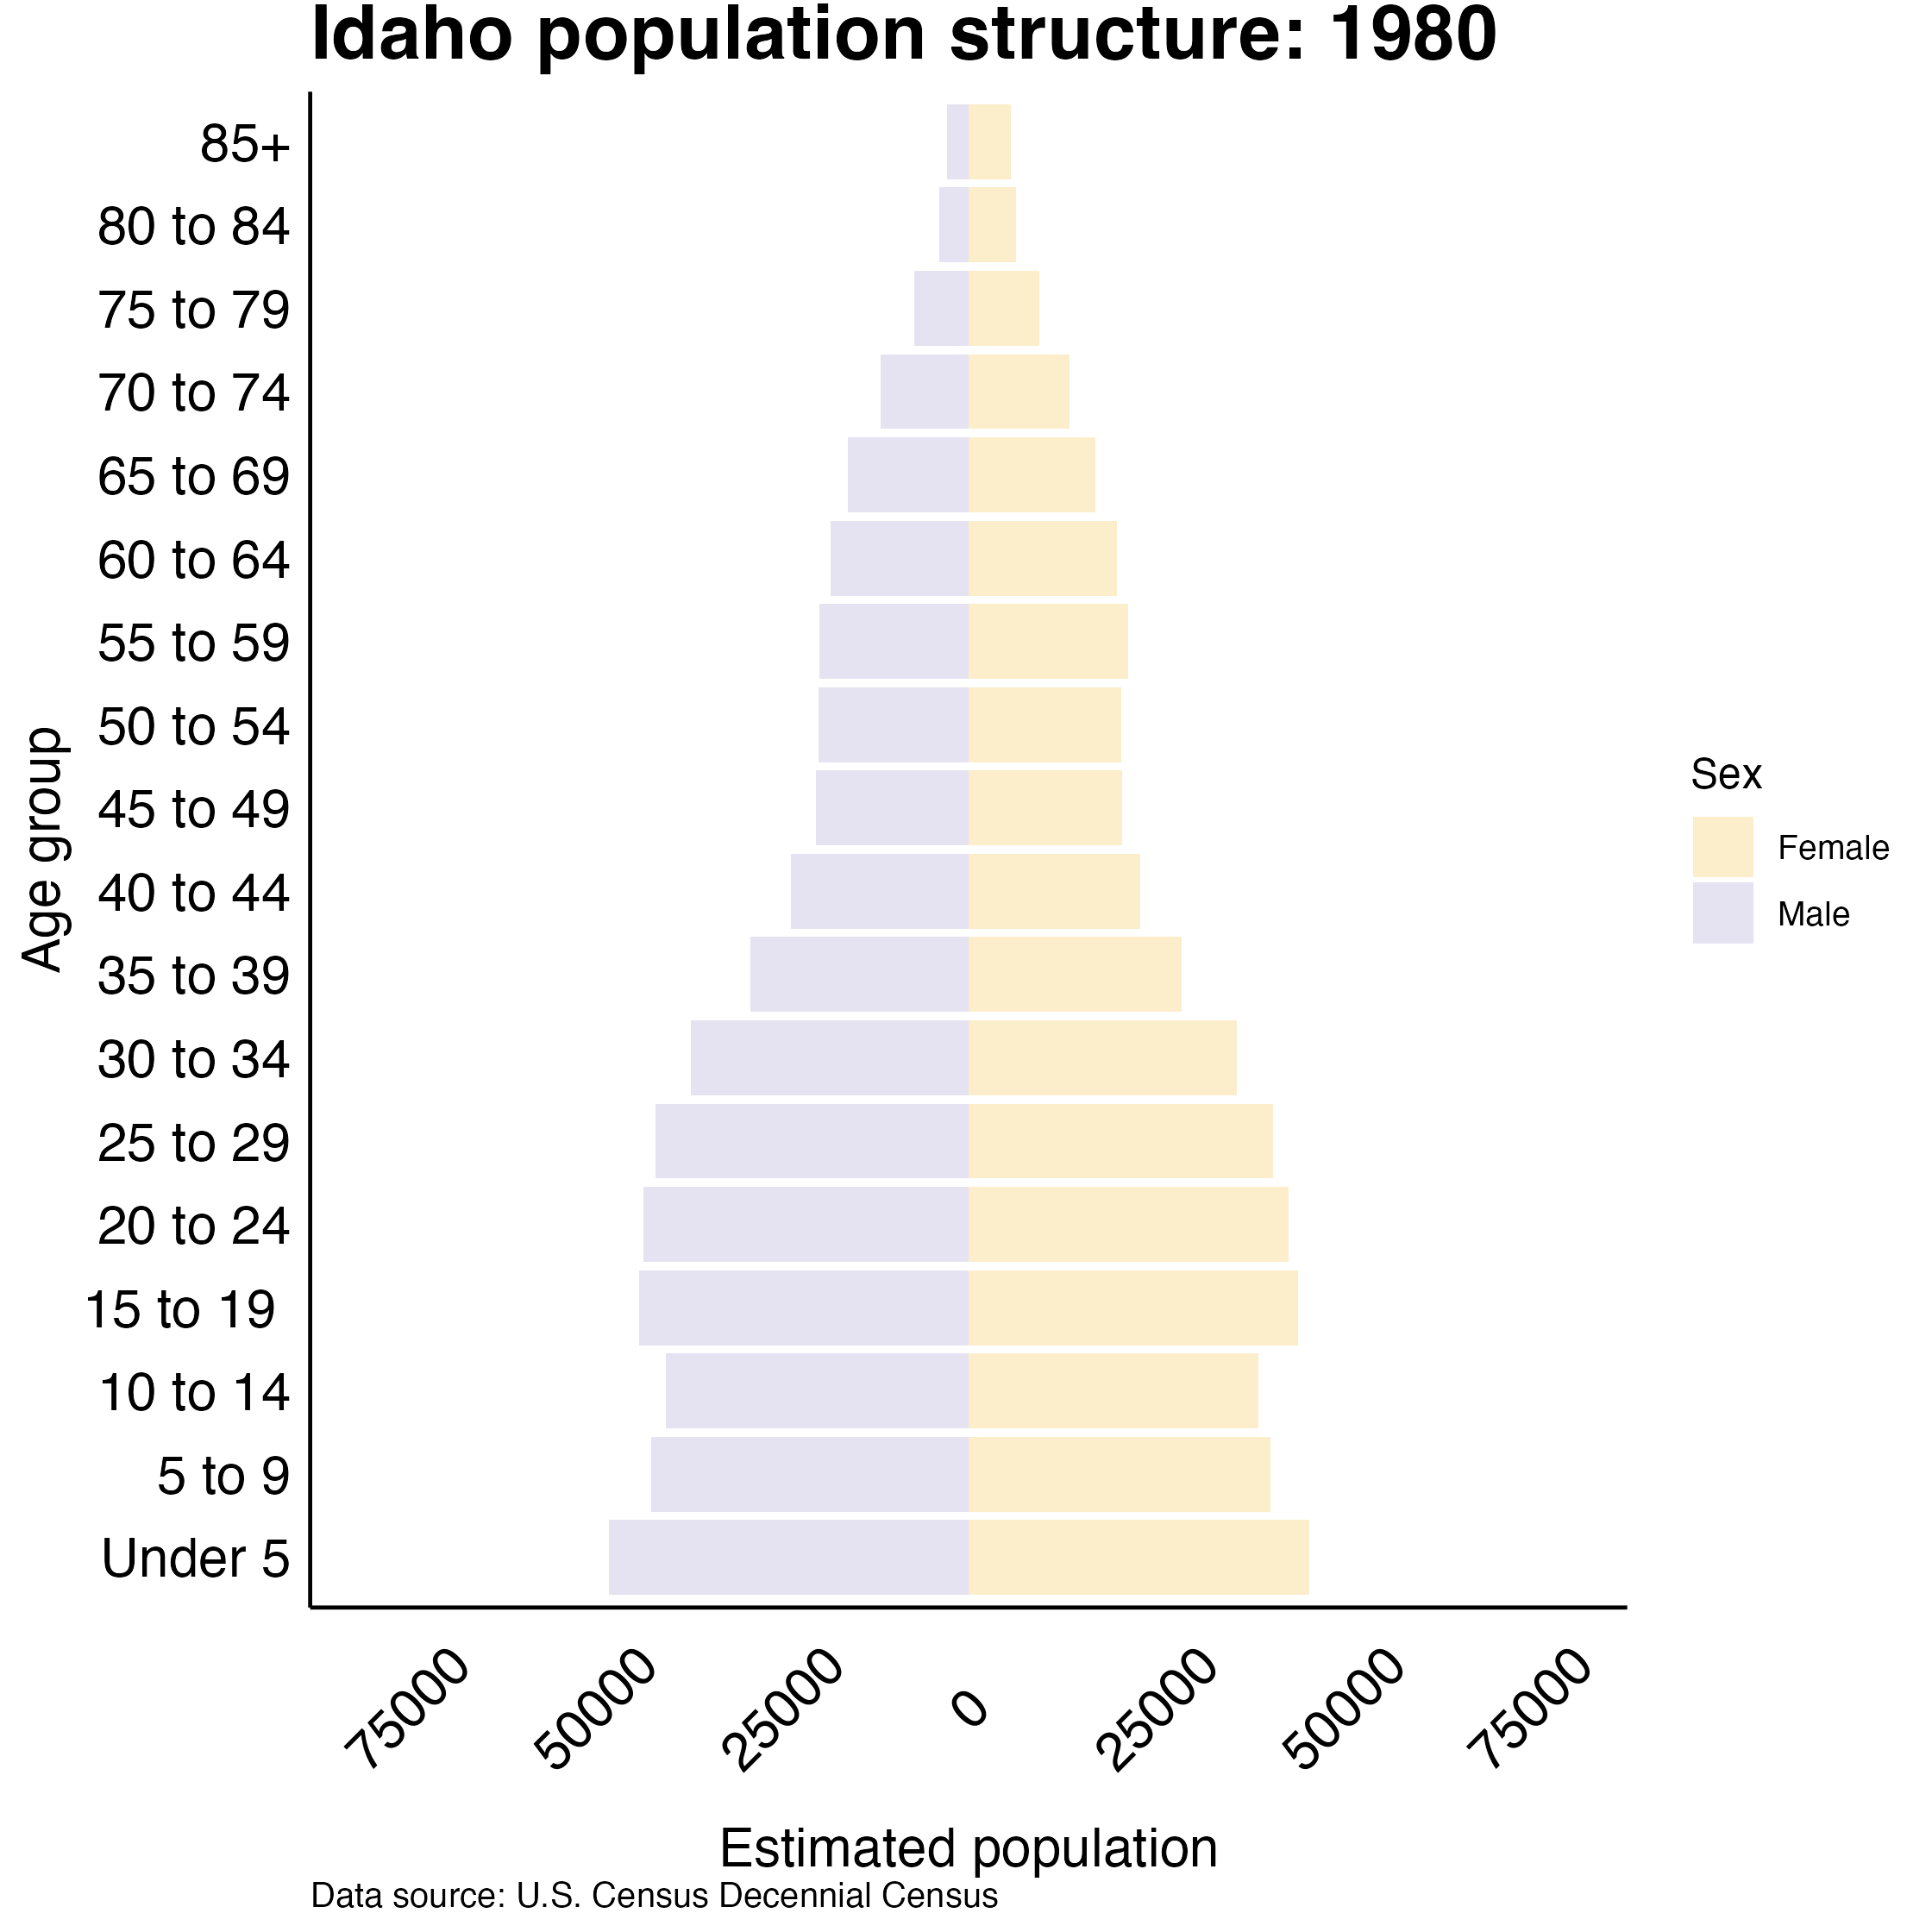 Idaho population structure: 1980
85+
80 to 84
75 to 79
70 to 74
65 to 69
60 to 64
55 to 59
50 to 54
45 to 49
40 to 44
35 to 39
30 to 34
25 to 29
20 to 24
15 to 19
10 to 14
5 to 9
Under 5
Age group
75000
50000
25000
0
25000
50000
75000
Estimated population
Data source: U.S. Census Decennial Census
Sex
Female
Male